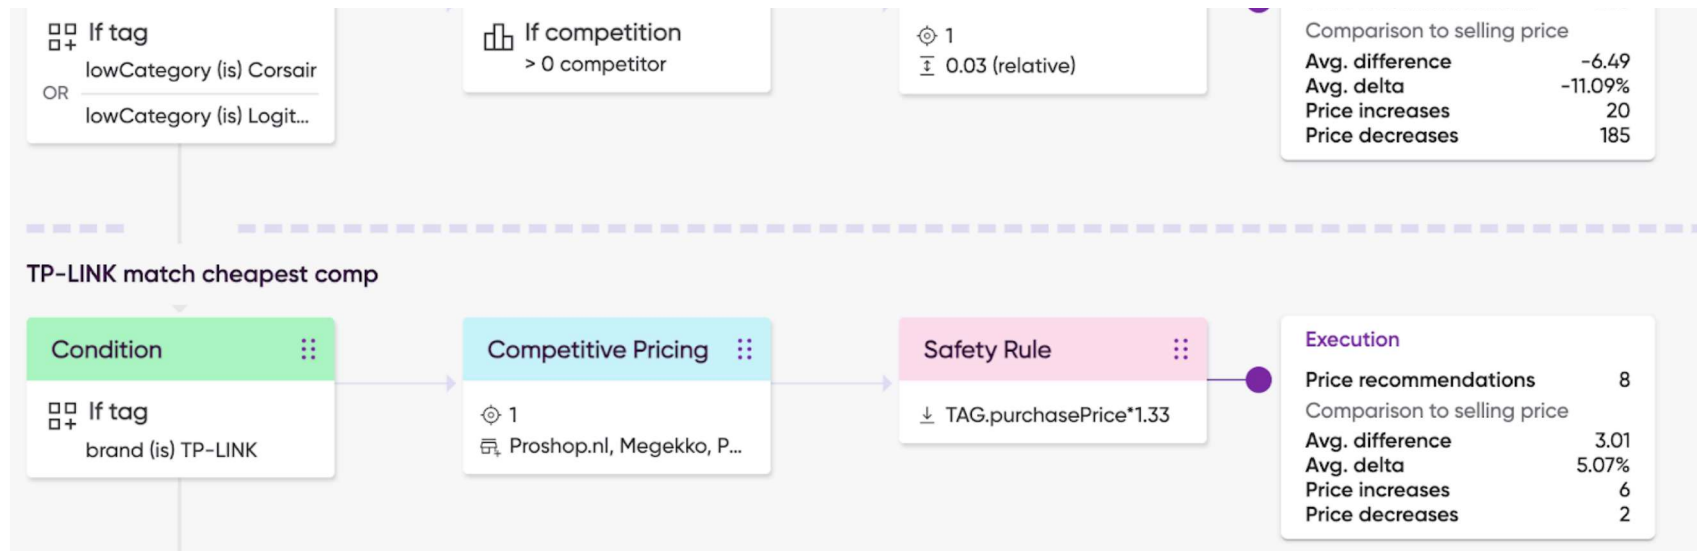 If tag
lowCategory (is) Corsair
OR
lowCategory (is) Logit...
If competition
> 0 competitor
1
0.03 (relative)
Comparison to selling price
Avg. difference -6.49
Avg. delta -11.09%
Price increases 20
Price decreases 185
TP-LINK match cheapest comp
Condition
If tag
brand (is) TP-LINK
Competitive Pricing
1
Proshop.nl, Megekko, P...
Safety Rule
TAG.purchasePrice*1.33
Execution
Price recommendations 8
Comparison to selling price
Avg. difference 3.01
Avg. delta 5.07%
Price increases 6
Price decreases 2